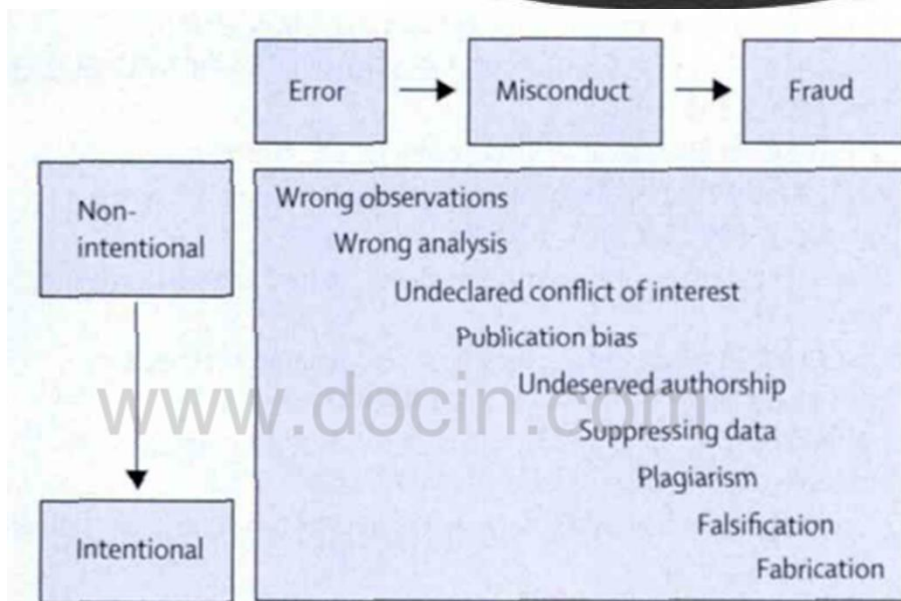 Error
Misconduct
Fraud
Non-
intentional
Wrong observations
Wrong analysis
Undeclared conflict of interest
Publication bias
Undeserved authorship
www.docin.com
Suppressing data
Plagiarism
Falsification
Intentional
Fabrication